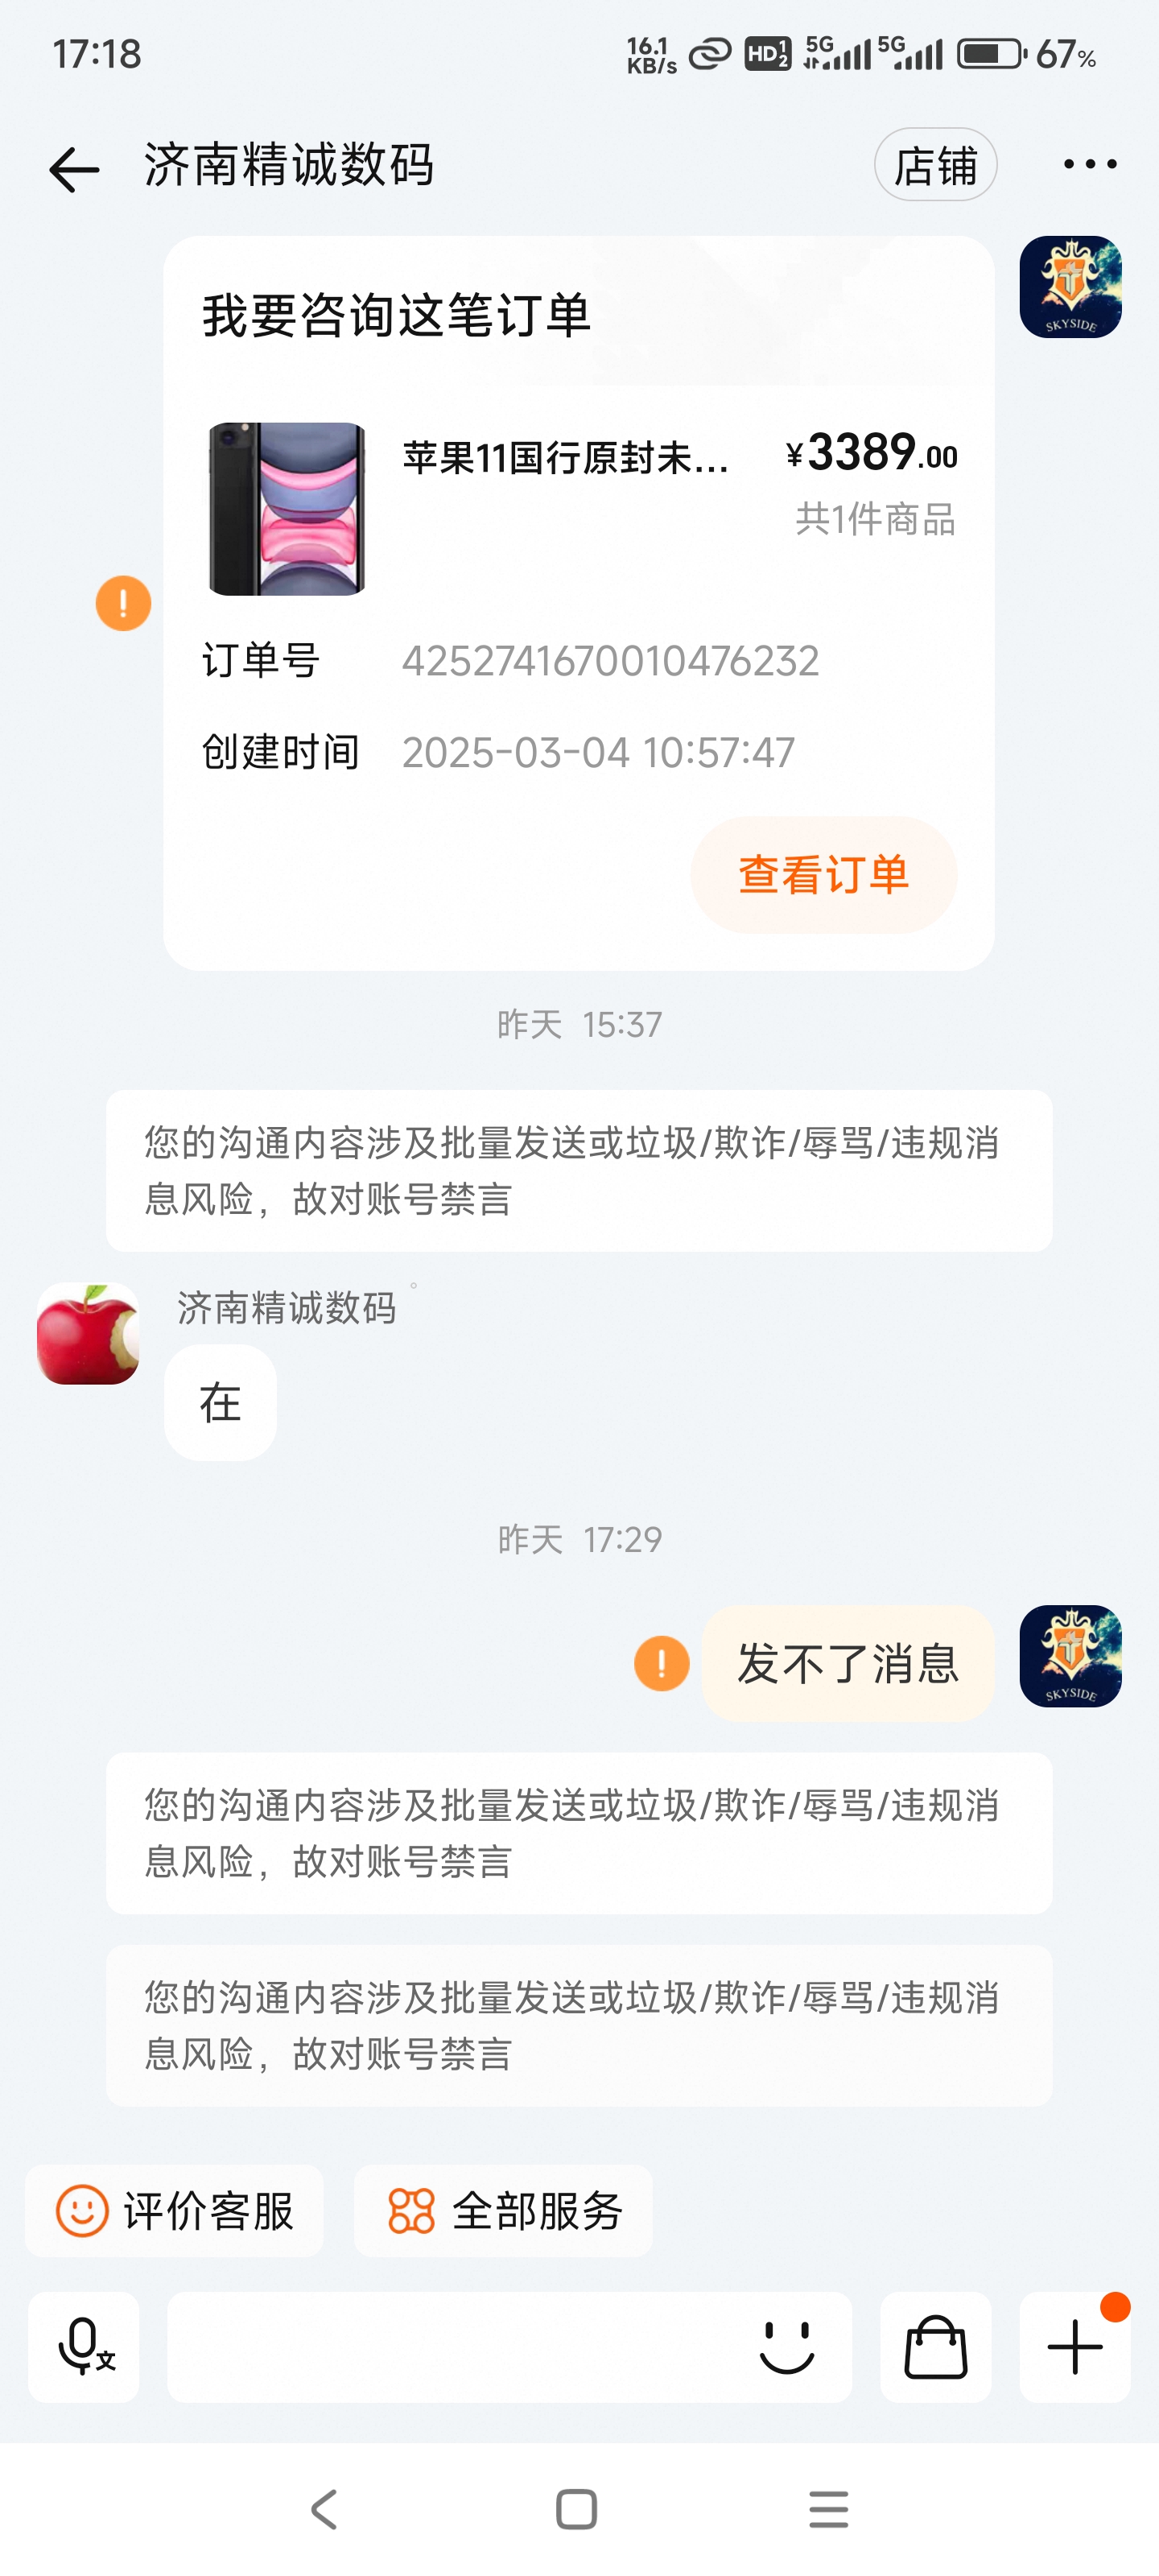 17:18
16.1 KB/s HD 1 2 5G 5G 67%
济南精诚数码 店铺
我要咨询这笔订单
SKYSIDE
苹果11国行原封未... ¥3389.00
共1件商品
订单号 4252741670010476232
创建时间 2025-03-04 10:57:47
查看订单
昨天 15:37
您的沟通内容涉及批量发送或垃圾/欺诈/辱骂/违规消
息风险，故对账号禁言
济南精诚数码
在
昨天 17:29
发不了消息
SKYSIDE
您的沟通内容涉及批量发送或垃圾/欺诈/辱骂/违规消
息风险，故对账号禁言
您的沟通内容涉及批量发送或垃圾/欺诈/辱骂/违规消
息风险，故对账号禁言
评价客服 全部服务
文